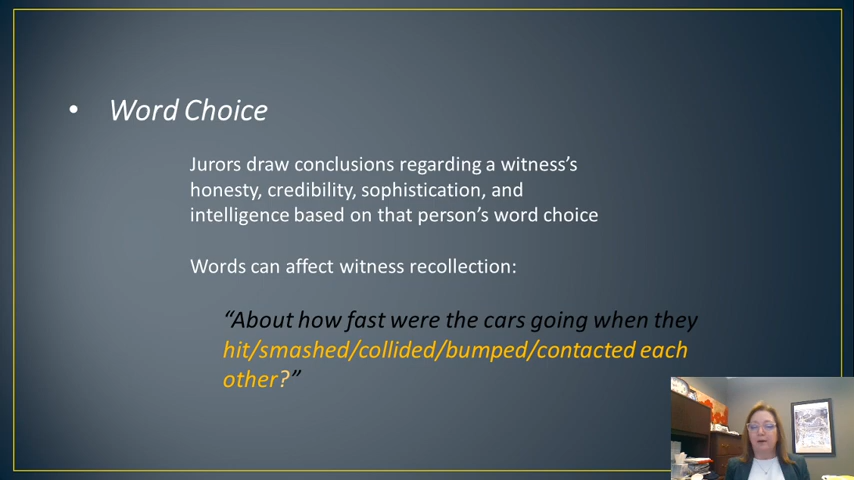 • Word Choice
Jurors draw conclusions regarding a witness’s
honesty, credibility, sophistication, and
intelligence based on that person’s word choice
Words can affect witness recollection:
“About how fast were the cars going when they
hit/smashed/collided/bumped/contacted each
other?”